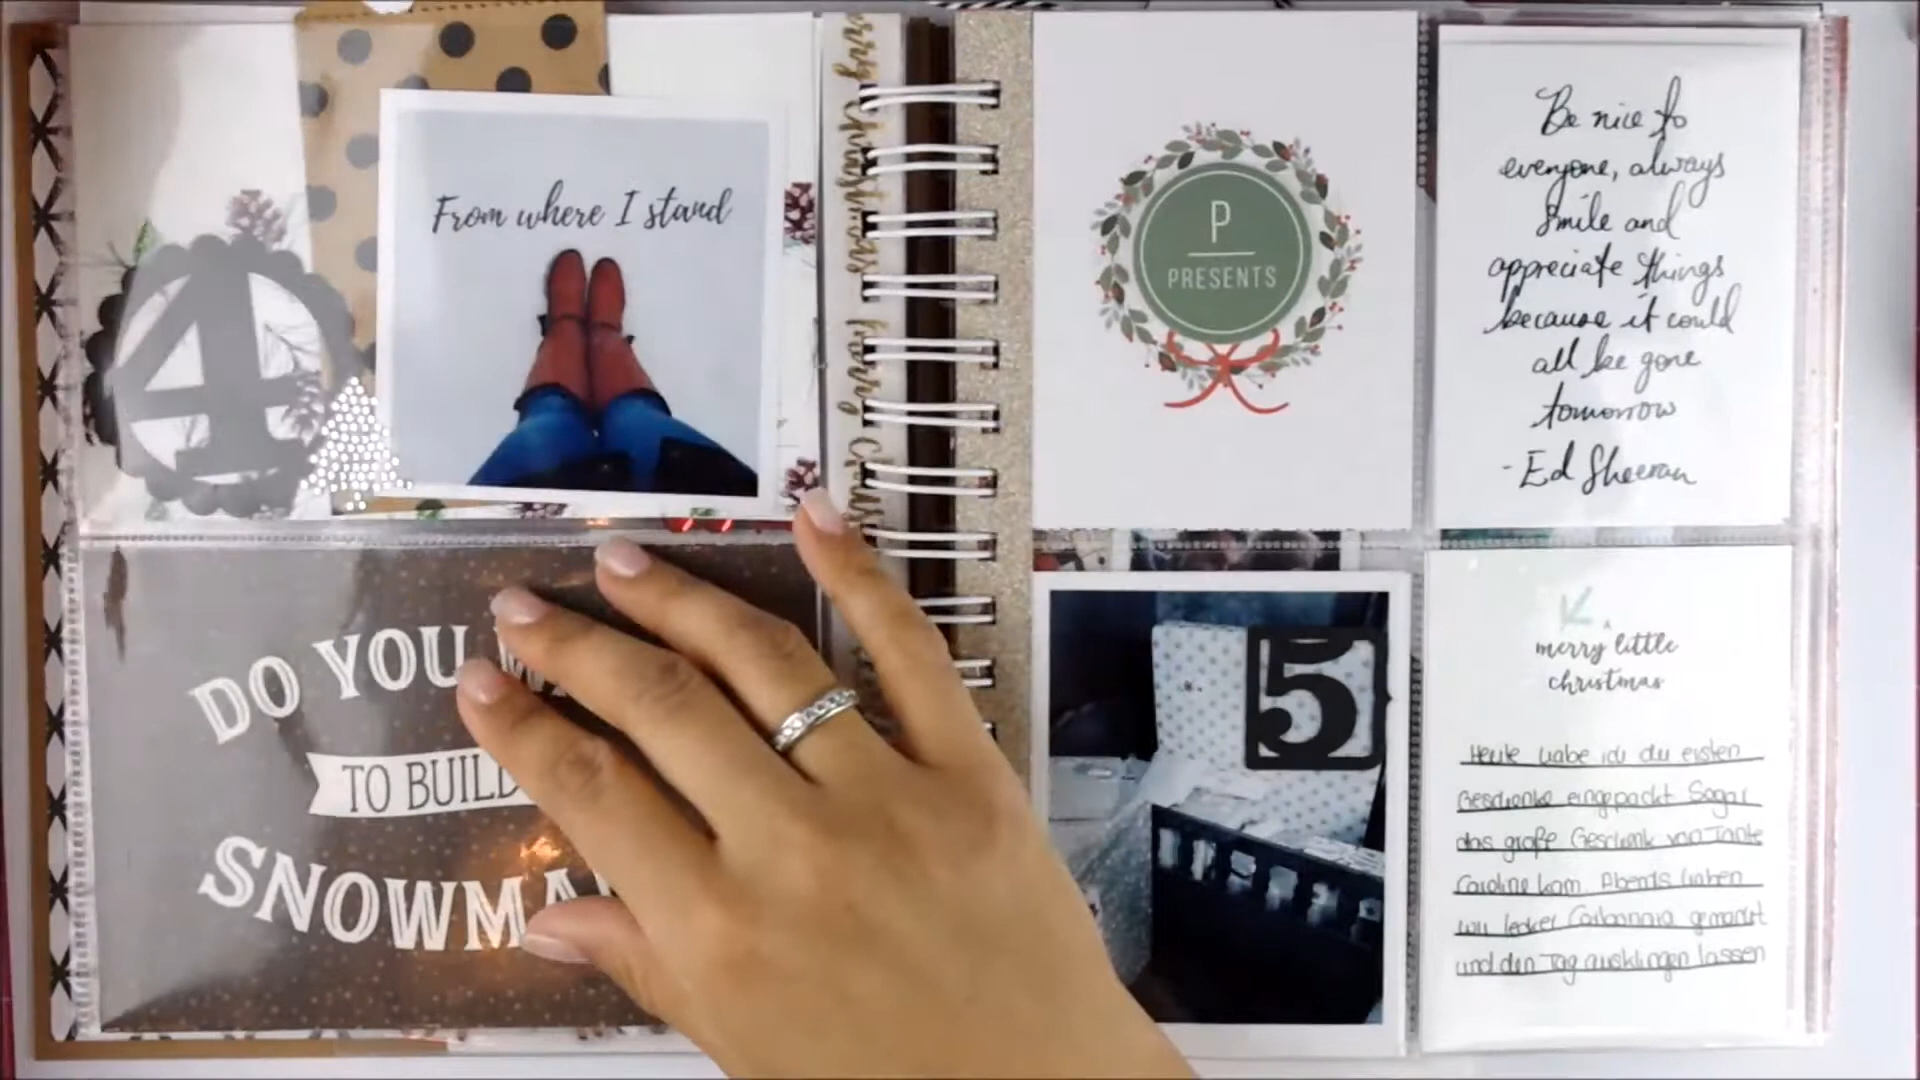 From where I stand
4
DO YOU
TO BUILD
SNOWMA
P
PRESENTS
Be nice to
everyone, always
smile and
appreciate things
because it could
all be gone
tomorrow
- Ed Sheeran
5
merry little
christmas
Heute habe ich die ersten
Geschenke eingepackt. Sogar
das große Geschenk von Tante
Caroline kam. Abends haben
wir lecker Carbonara gemacht
und den Tag ausklingen lassen